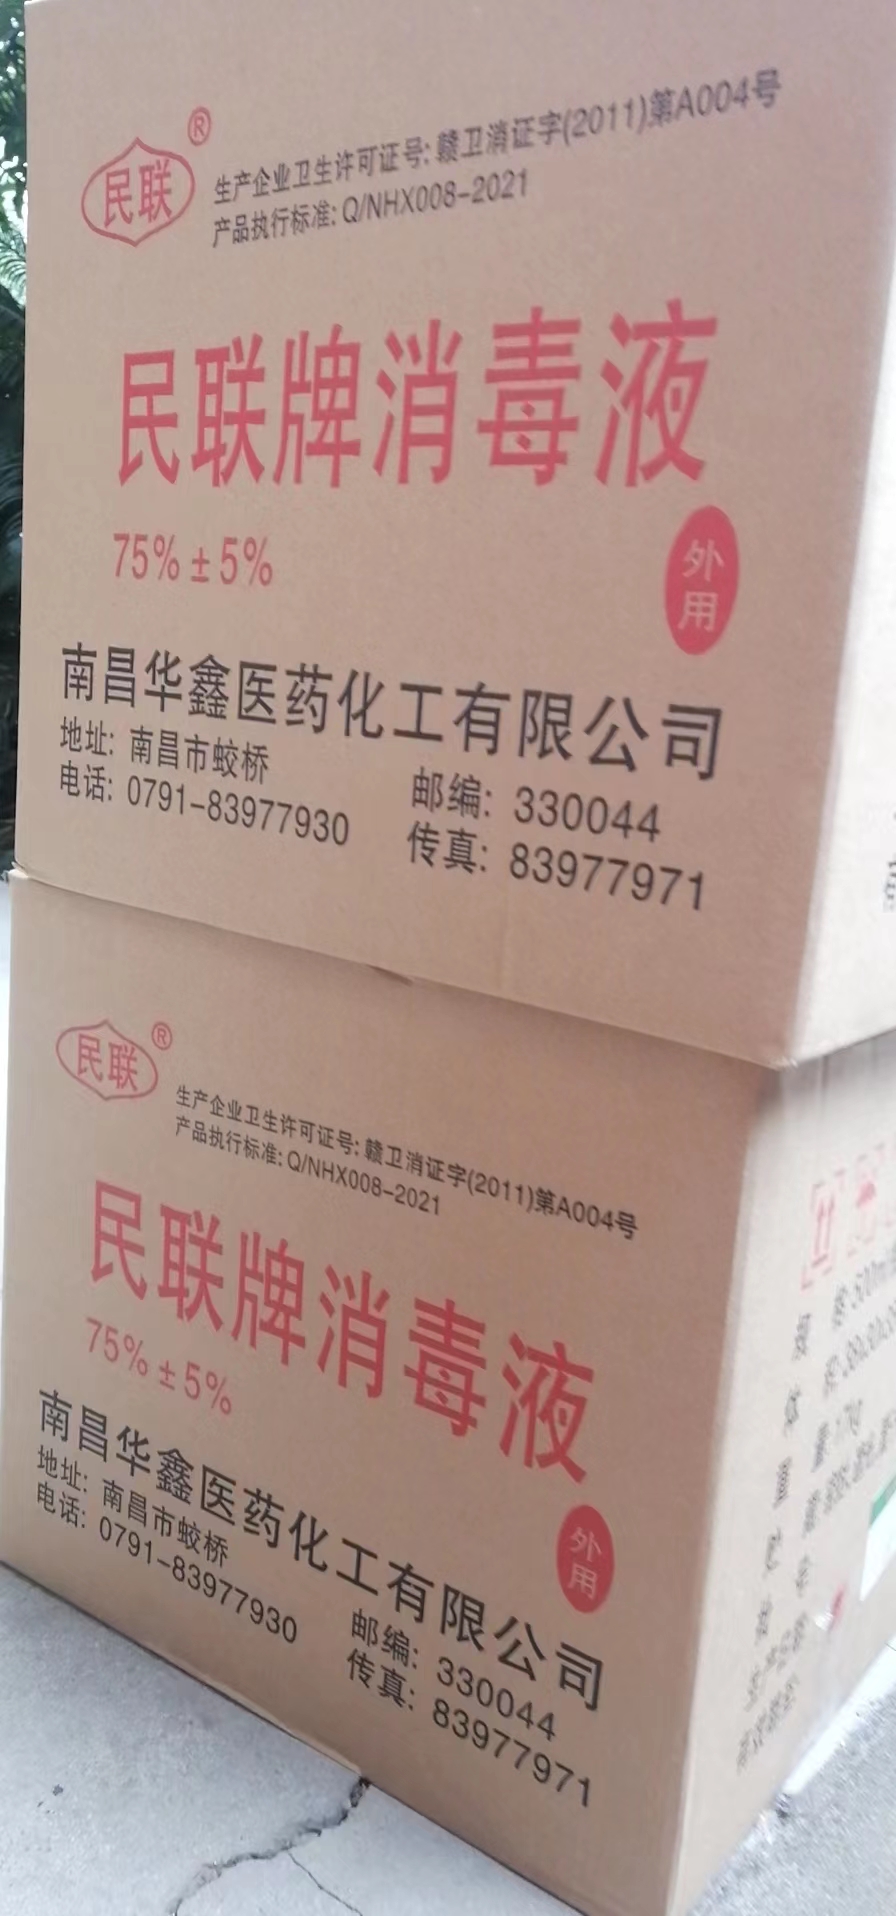 民联®
生产企业卫生许可证号: 赣卫消证字(2011)第A004号
产品执行标准: Q/NHX008-2021
民联牌消毒液
75%±5%
外用
南昌华鑫医药化工有限公司
地址: 南昌市蛟桥
邮编: 330044
电话: 0791-83977930
传真: 83977971
民联®
生产企业卫生许可证号: 赣卫消证字(2011)第A004号
产品执行标准: Q/NHX008-2021
民联牌消毒液
75%±5%
外用
南昌华鑫医药化工有限公司
地址: 南昌市蛟桥
邮编: 330044
电话: 0791-83977930
传真: 83977971